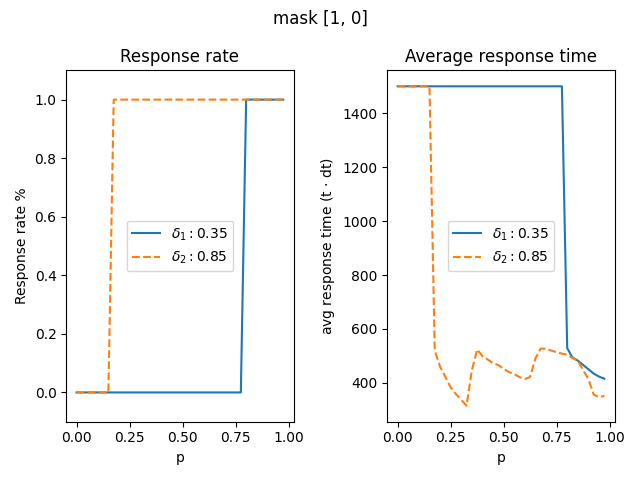 mask [1, 0]
Response rate
Response rate %
1.0
0.8
0.6
0.4
0.2
0.0
δ₁ : 0.35
δ₂ : 0.85
0.00 0.25 0.50 0.75 1.00
p
Average response time
avg response time (t · dt)
1400
1200
1000
800
600
400
δ₁ : 0.35
δ₂ : 0.85
0.00 0.25 0.50 0.75 1.00
p